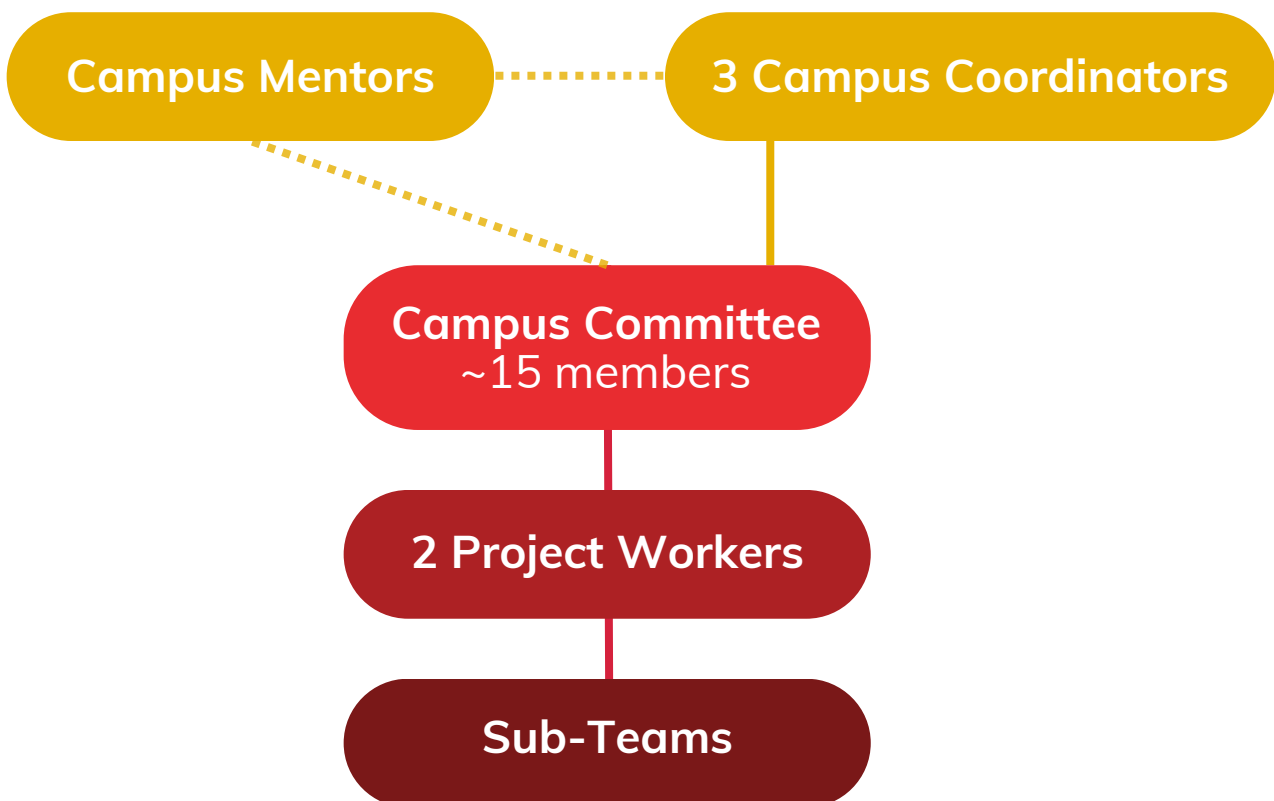 Campus Mentors
3 Campus Coordinators
Campus Committee
~15 members
2 Project Workers
Sub-Teams